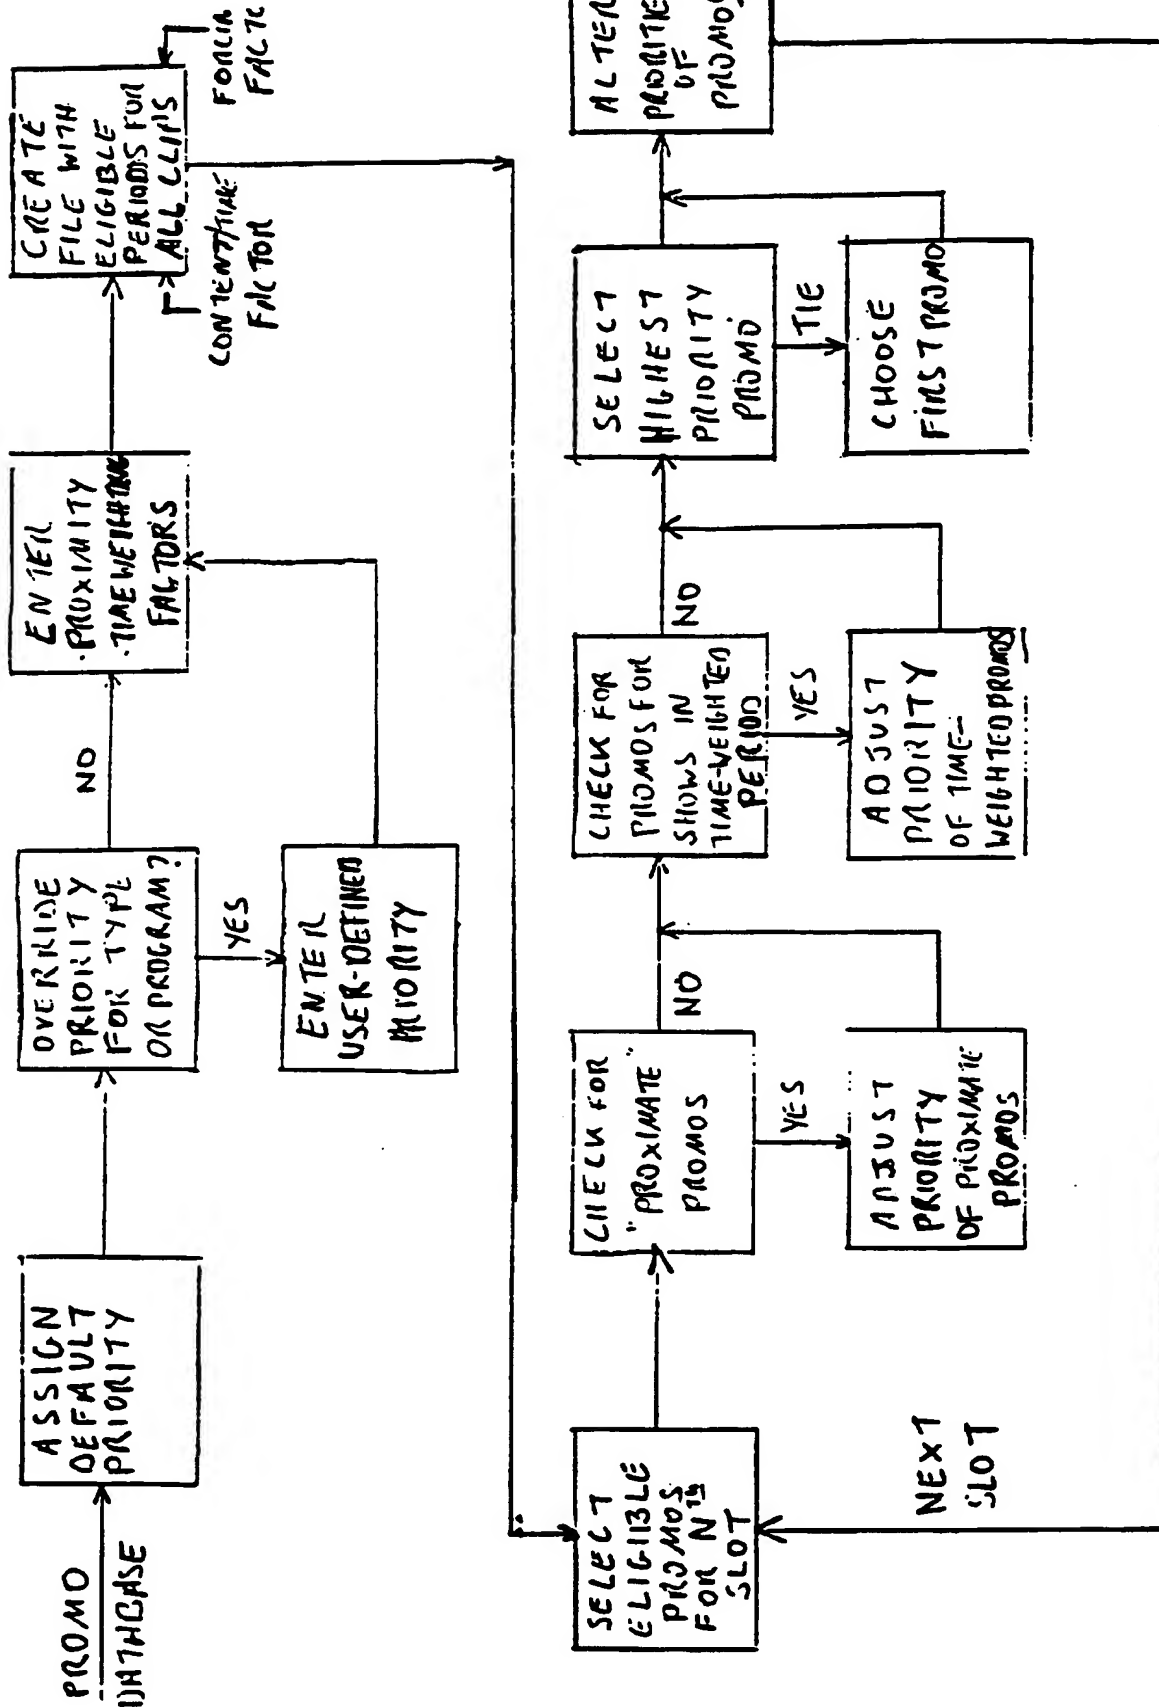 PROMO
DATABASE
ASSIGN
DEFAULT
PRIORITY
OVERRIDE
PRIORITY
FOR TYPE
OR PROGRAM?
NO
YES
ENTER
USER-DEFINED
PRIORITY
ENTER
·PROXIMITY
·TIMEWEIGHTING
FACTORS
CREATE
FILE WITH
ELIGIBLE
PERIODS FOR
ALL CLIPS
CONTENT/TIME
FACTOR
SELECT
ELIGIBLE
PROMOS
FOR Nth
SLOT
CHECK FOR
"PROXIMATE"
PROMOS
NO
YES
ADJUST
PRIORITY
OF PROXIMATE
PROMOS
CHECK FOR
PROMOS FOR
SHOWS IN
TIME-WEIGHTED
PERIOD
NO
YES
ADJUST
PRIORITY
OF TIME-
WEIGHTED PROMOS
SELECT
HIGHEST
PRIORITY
PROMO
TIE
CHOOSE
FIRST PROMO
ALTER
PRIORITIE
OF
PROMOS
NEXT
SLOT